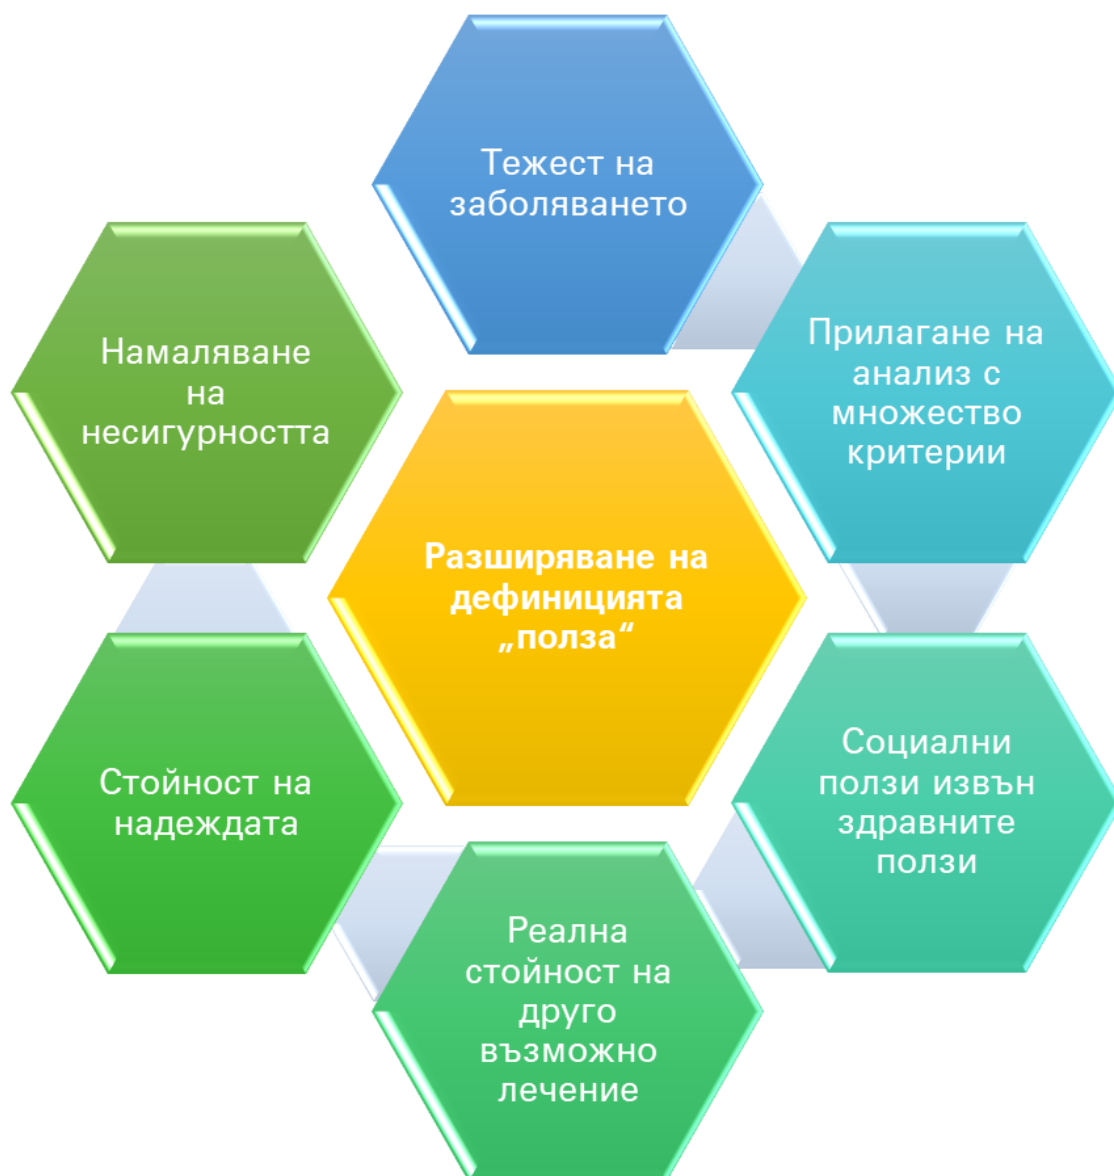 Тежест на
заболяването
Прилагане на
анализ с
множество
критерии
Намаляване
на
несигурността
Разширяване на
дефиницията
„полза“
Социални
ползи извън
здравните
ползи
Стойност на
надеждата
Реална
стойност на
друго
възможно
лечение